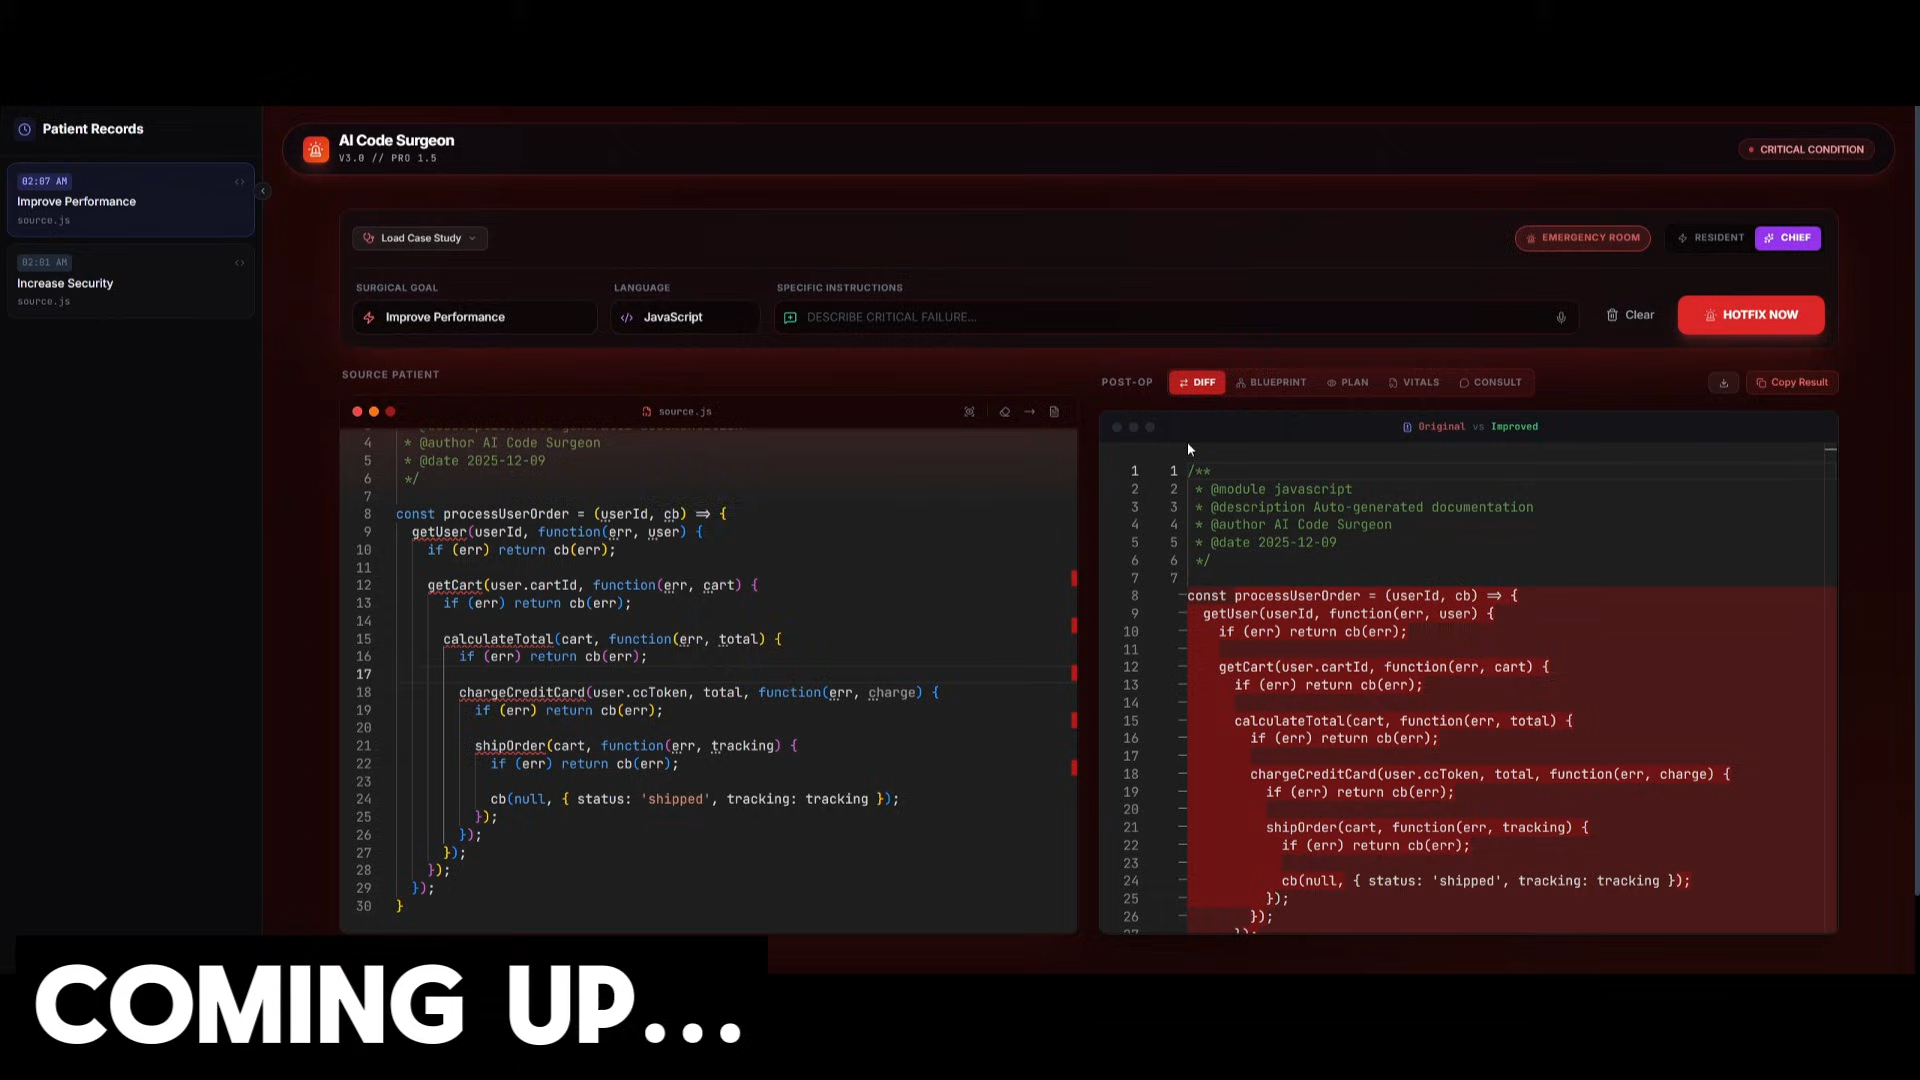 Patient Records
02:07 AM
Improve Performance
source.js
02:01 AM
Increase Security
source.js
AI Code Surgeon
V3.0 // PRO 1.5
CRITICAL CONDITION
Load Case Study
EMERGENCY ROOM
RESIDENT
CHIEF
SURGICAL GOAL
LANGUAGE
SPECIFIC INSTRUCTIONS
Improve Performance
JavaScript
DESCRIBE CRITICAL FAILURE...
Clear
HOTFIX NOW
SOURCE PATIENT
source.js
4 * @author AI Code Surgeon
5 * @date 2025-12-09
6 */
7
8 const processUserOrder = (userId, cb) => {
9 getUser(userId, function(err, user) {
10 if (err) return cb(err);
11
12 getCart(user.cartId, function(err, cart) {
13 if (err) return cb(err);
14
15 calculateTotal(cart, function(err, total) {
16 if (err) return cb(err);
17
18 chargeCreditCard(user.ccToken, total, function(err, charge) {
19 if (err) return cb(err);
20
21 shipOrder(cart, function(err, tracking) {
22 if (err) return cb(err);
23
24 cb(null, { status: 'shipped', tracking: tracking });
25 });
26 });
27 });
28 });
29 });
30 }
POST-OP
DIFF
BLUEPRINT
PLAN
VITALS
CONSULT
Copy Result
Original vs Improved
1 1 /**
2 2 * @module javascript
3 3 * @description Auto-generated documentation
4 4 * @author AI Code Surgeon
5 5 * @date 2025-12-09
6 6 */
7 7
8 — const processUserOrder = (userId, cb) => {
9 — getUser(userId, function(err, user) {
10 — if (err) return cb(err);
11 —
12 — getCart(user.cartId, function(err, cart) {
13 — if (err) return cb(err);
14 —
15 — calculateTotal(cart, function(err, total) {
16 — if (err) return cb(err);
17 —
18 — chargeCreditCard(user.ccToken, total, function(err, charge) {
19 — if (err) return cb(err);
20 —
21 — shipOrder(cart, function(err, tracking) {
22 — if (err) return cb(err);
23 —
24 — cb(null, { status: 'shipped', tracking: tracking });
25 — });
26 — });
27 });
COMING UP...